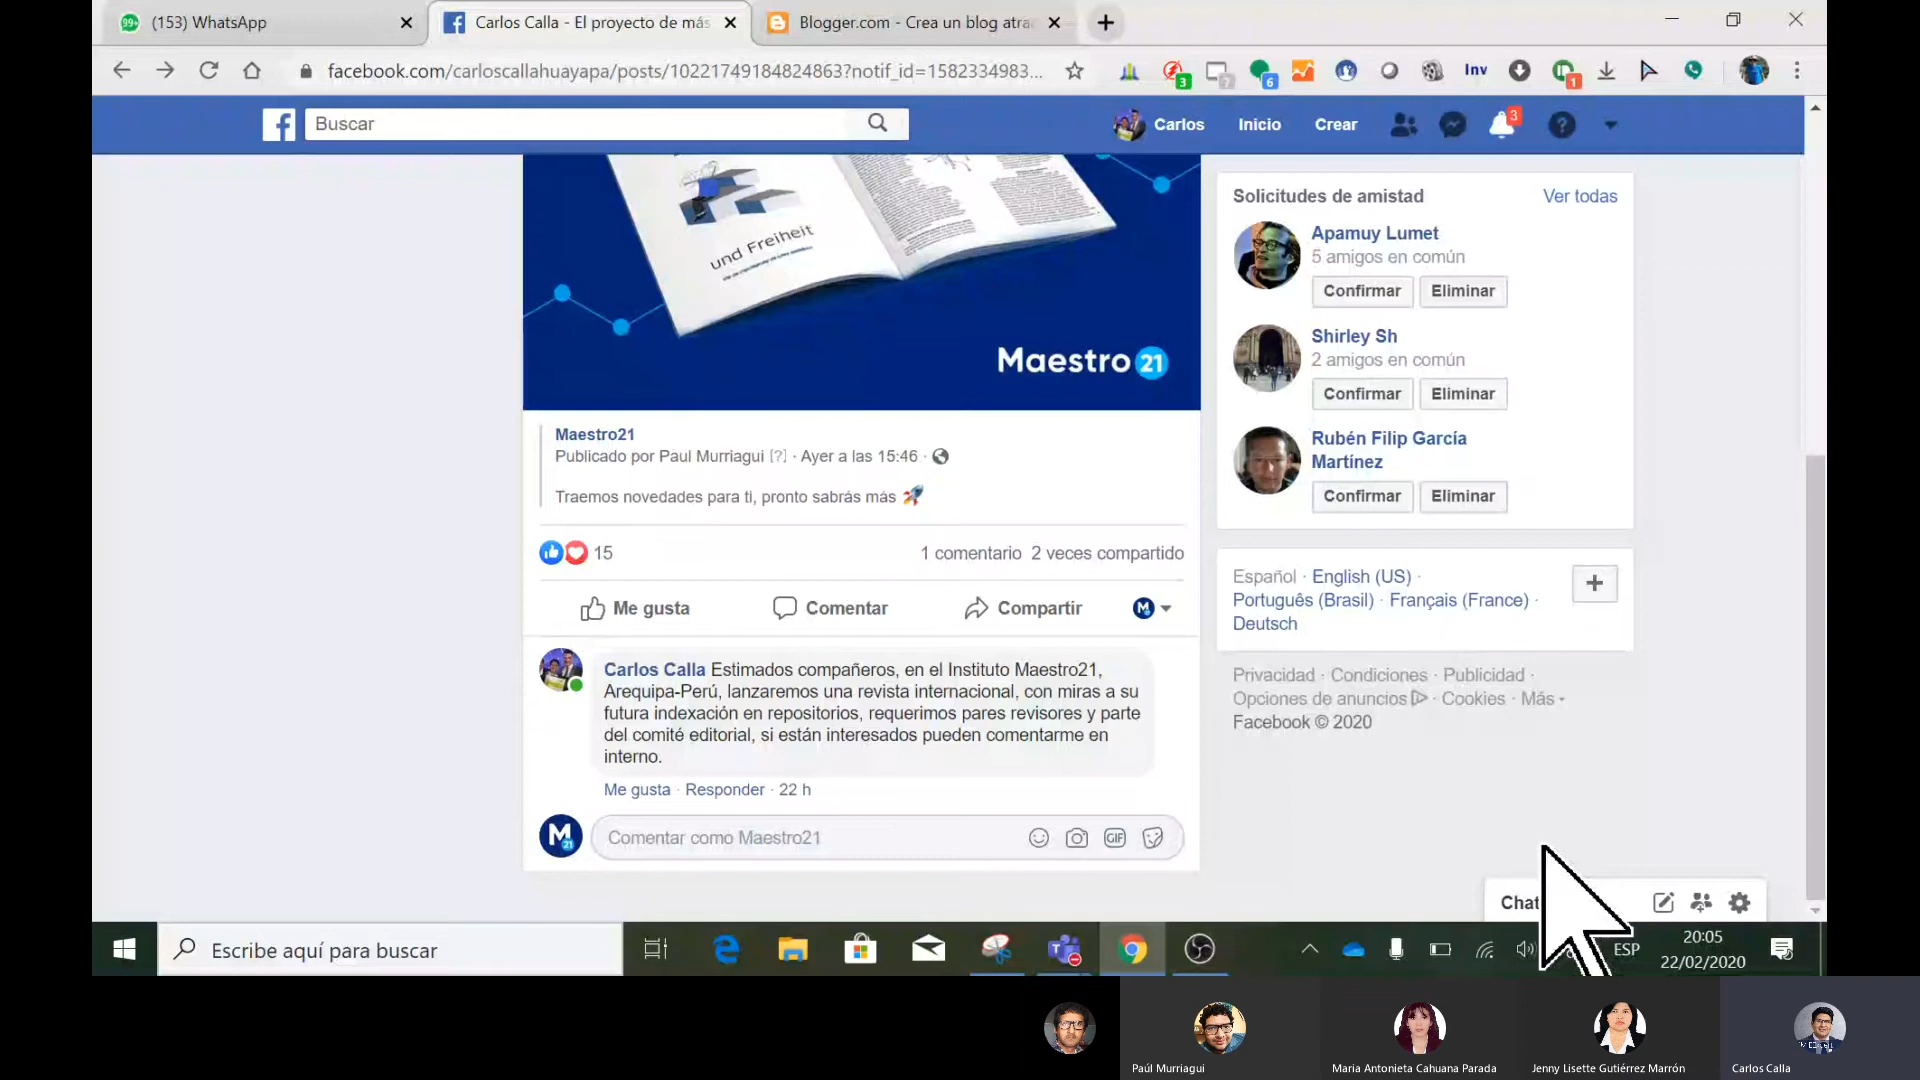 (153) WhatsApp
Carlos Calla - El proyecto de más
Blogger.com - Crea un blog atra
facebook.com/carloscallahuayapa/posts/10221749184824863?notif_id=1582334983...
3
6
Inv
1
Buscar
Carlos
Inicio
Crear
3
und Freiheit
Maestro 21
Maestro21
Publicado por Paul Murriagui [?] · Ayer a las 15:46 ·
Traemos novedades para ti, pronto sabrás más
15
1 comentario 2 veces compartido
Me gusta
Comentar
Compartir
Carlos Calla Estimados compañeros, en el Instituto Maestro21,
Arequipa-Perú, lanzaremos una revista internacional, con miras a su
futura indexación en repositorios, requerimos pares revisores y parte
del comité editorial, si están interesados pueden comentarme en
interno.
Me gusta · Responder · 22 h
M 21
Comentar como Maestro21
GIF
Solicitudes de amistad
Ver todas
Apamuy Lumet
5 amigos en común
Confirmar
Eliminar
Shirley Sh
2 amigos en común
Confirmar
Eliminar
Rubén Filip García
Martínez
Confirmar
Eliminar
Español · English (US) ·
Português (Brasil) · Français (France) ·
Deutsch
Privacidad · Condiciones · Publicidad ·
Opciones de anuncios · Cookies · Más
Facebook © 2020
Chat
Escribe aquí para buscar
ESP
20:05
22/02/2020
Paúl Murriagui
Maria Antonieta Cahuana Parada
Jenny Lisette Gutiérrez Marrón
Carlos Calla